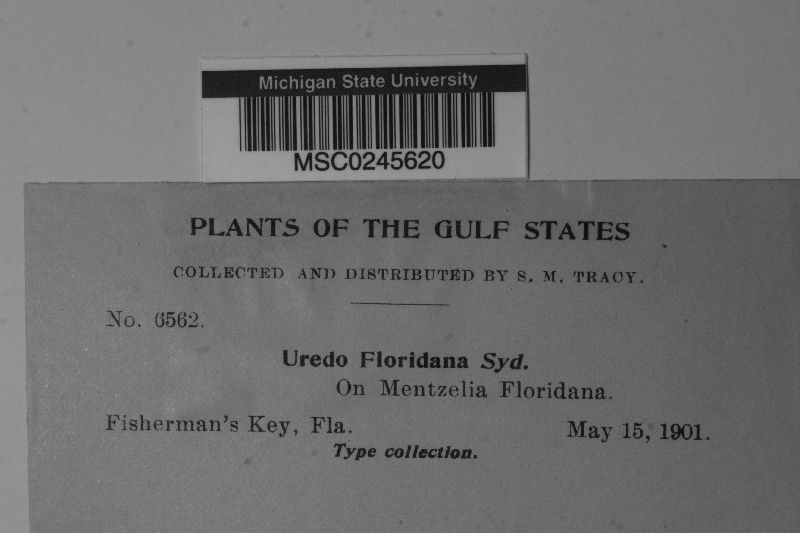 Michigan State University
MSC0245620
PLANTS OF THE GULF STATES
COLLECTED AND DISTRIBUTED BY S. M. TRACY.
No. 6562.
Uredo Floridana Syd.
On Mentzelia Floridana.
Fisherman's Key, Fla. May 15, 1901.
Type collection.